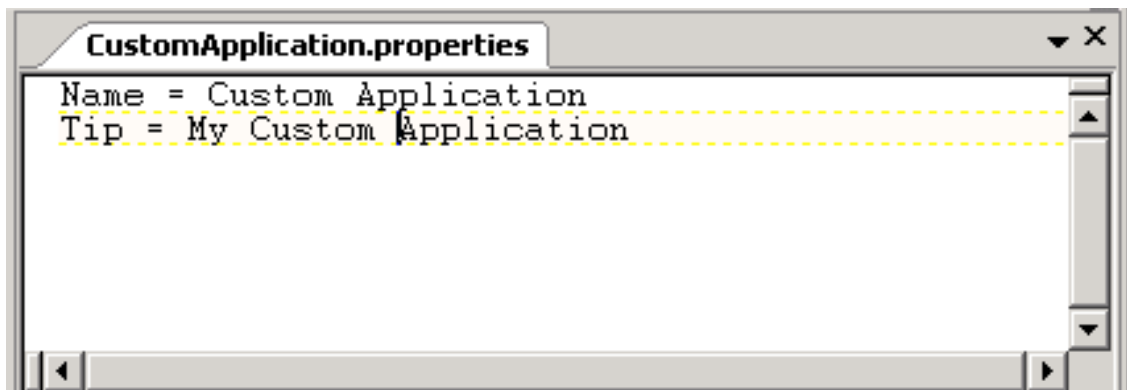 CustomApplication.properties
Name = Custom Application
Tip = My Custom Application